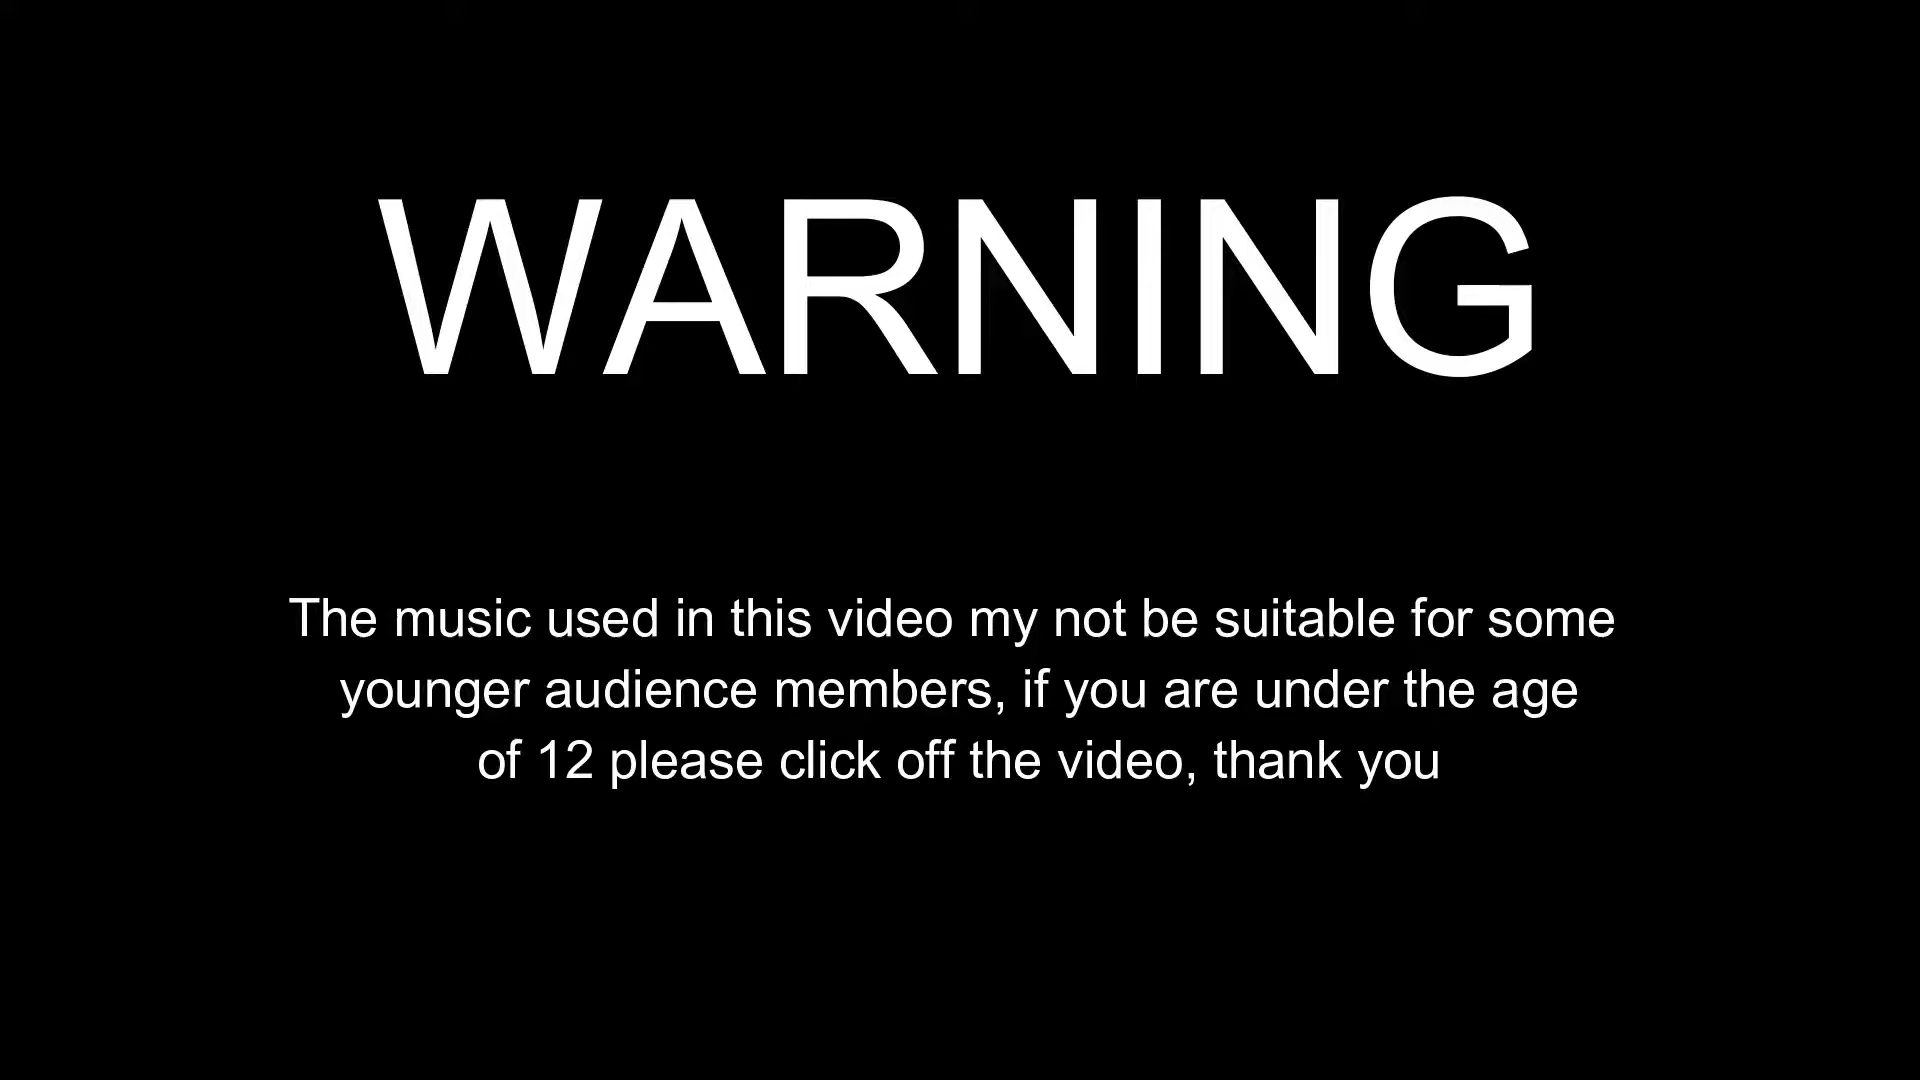 WARNING
The music used in this video my not be suitable for some
younger audience members, if you are under the age
of 12 please click off the video, thank you